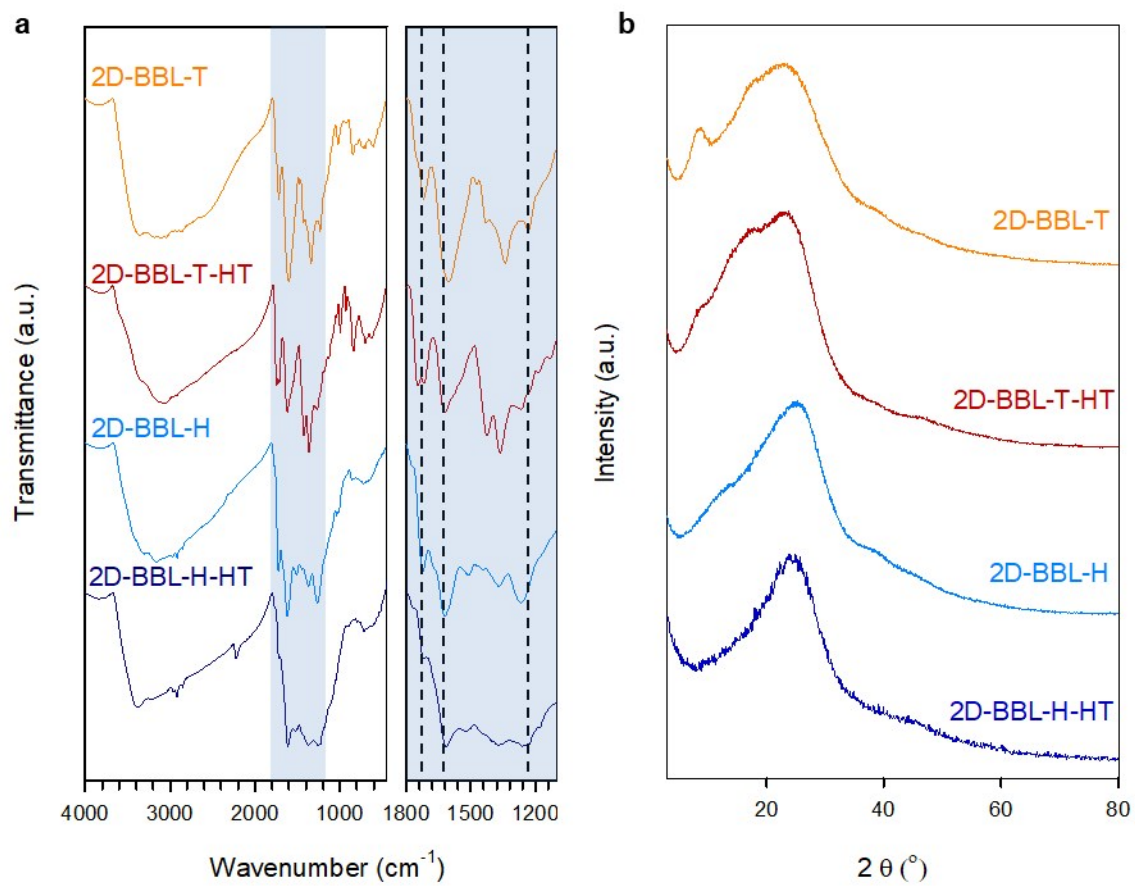 a
2D-BBL-T
2D-BBL-T-HT
2D-BBL-H
2D-BBL-H-HT
Transmittance (a.u.)
4000 3000 2000 1000 1800 1500 1200
Wavenumber (cm⁻¹)
b
2D-BBL-T
2D-BBL-T-HT
2D-BBL-H
2D-BBL-H-HT
Intensity (a.u.)
20 40 60 80
2 θ (°)